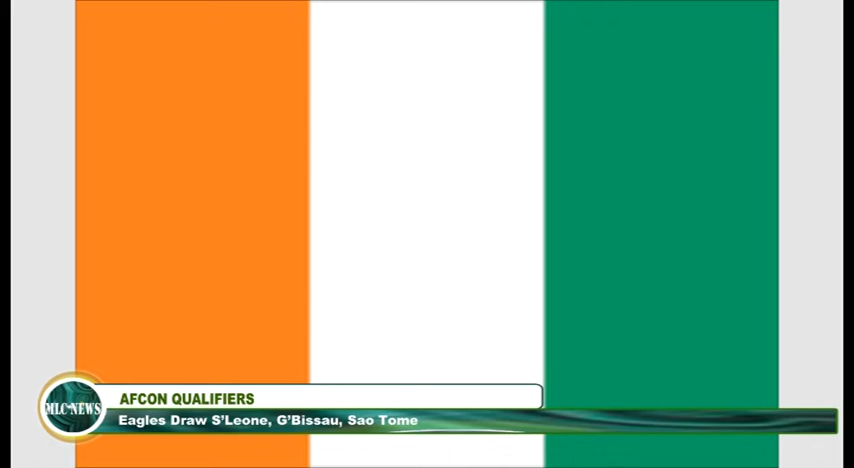 AFCON QUALIFIERS
MLC NEWS
Eagles Draw S'Leone, G'Bissau, Sao Tome